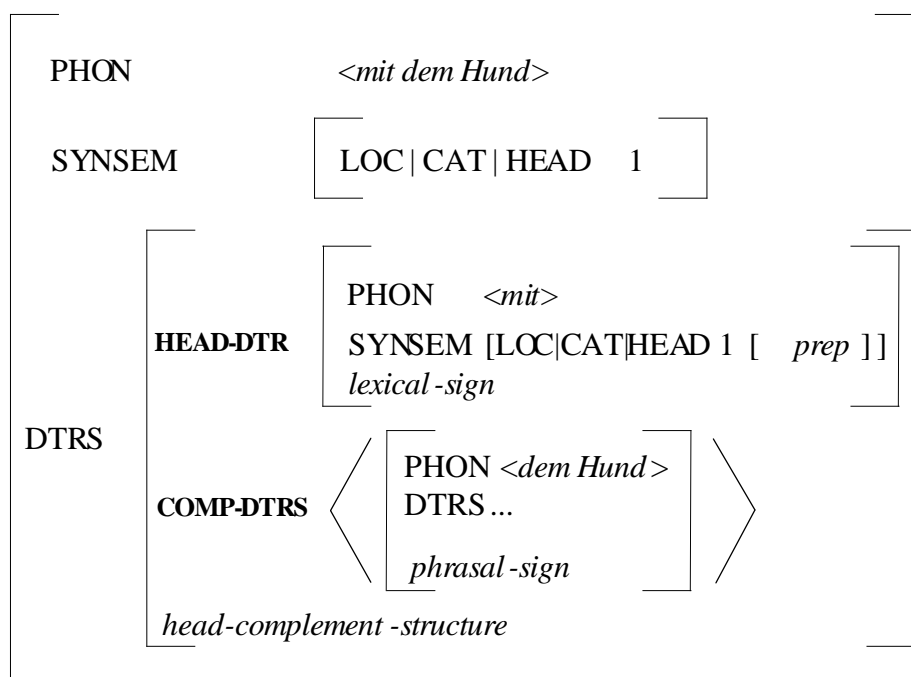 PHON <mit dem Hund>
SYNSEM LOC | CAT | HEAD 1
PHON <mit>
HEAD-DTR SYNSEM [LOC|CAT|HEAD 1 [ prep ]]
lexical-sign
DTRS
PHON <dem Hund>
COMP-DTRS DTRS ...
phrasal-sign
head-complement-structure